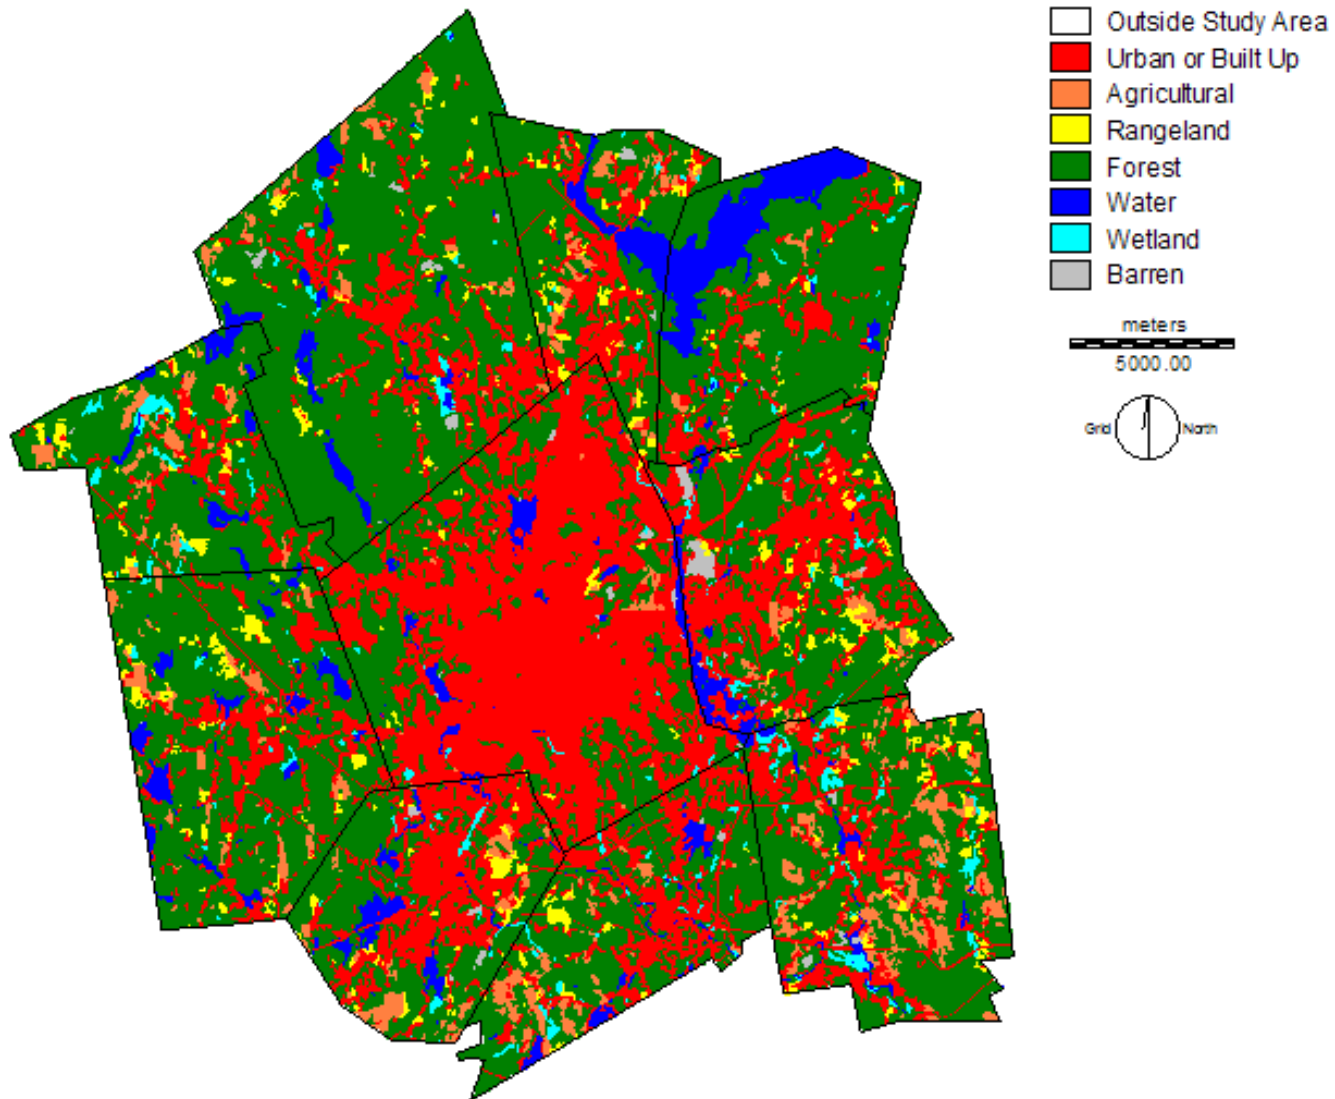 Outside Study Area
Urban or Built Up
Agricultural
Rangeland
Forest
Water
Wetland
Barren
meters
5000.00
Grid North